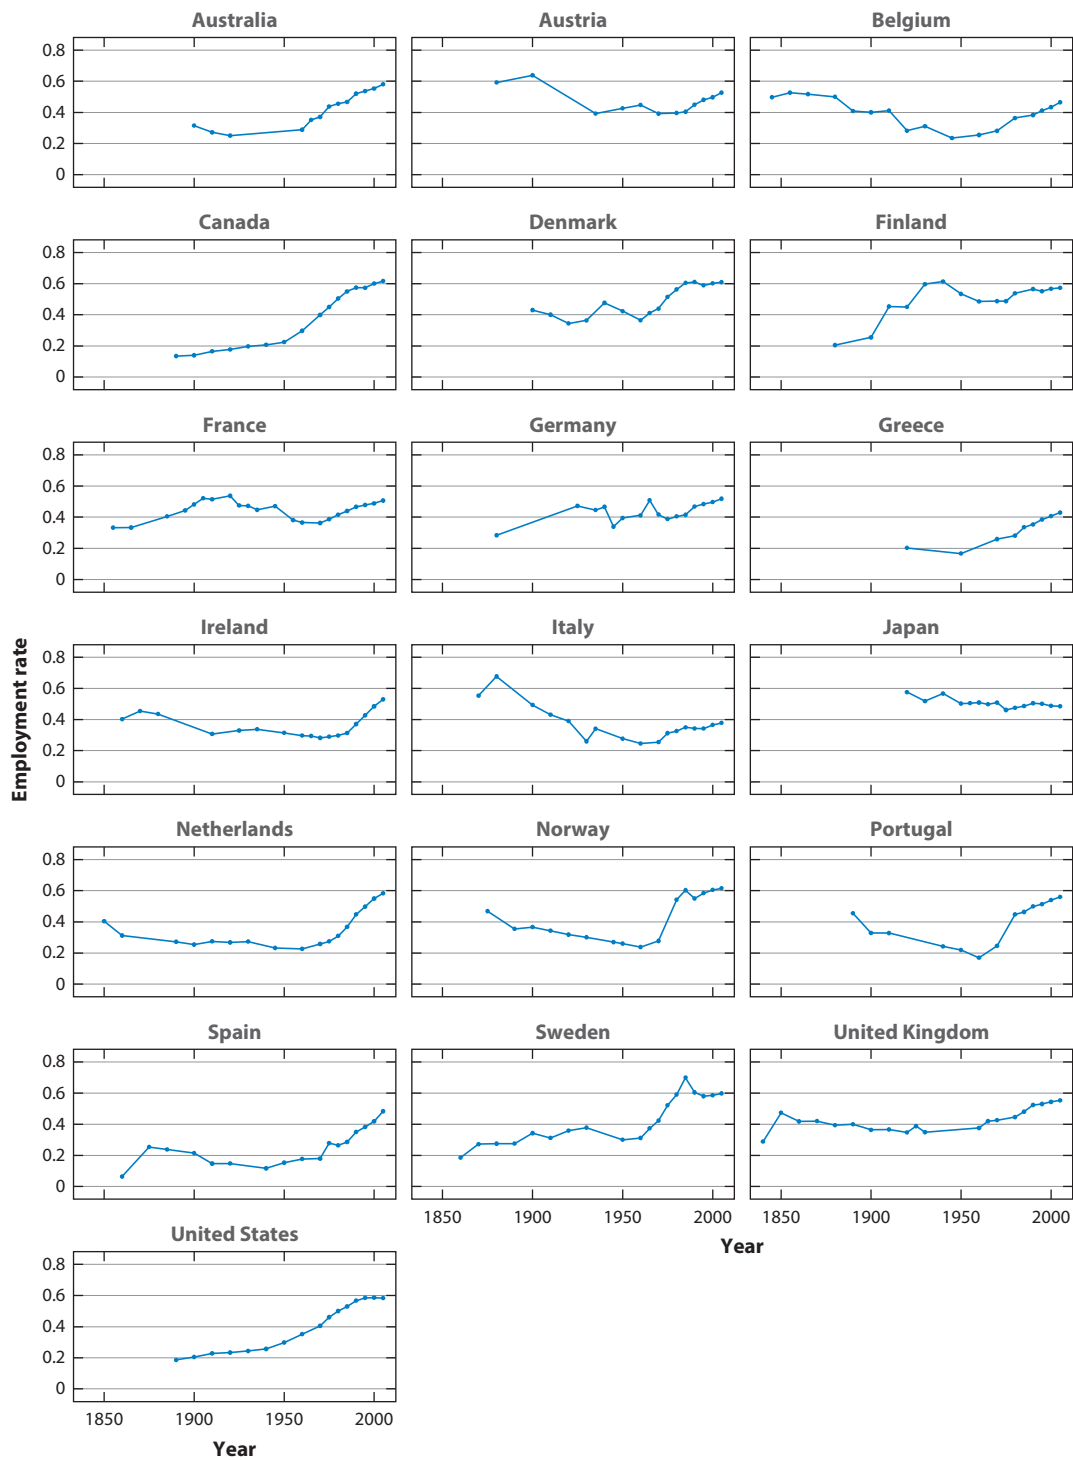 Australia
Austria
Belgium
0.8
0.6
0.4
0.2
0
Canada
Denmark
Finland
0.8
0.6
0.4
0.2
0
France
Germany
Greece
0.8
0.6
0.4
0.2
0
Ireland
Italy
Japan
0.8
0.6
0.4
0.2
0
Employment rate
Netherlands
Norway
Portugal
0.8
0.6
0.4
0.2
0
Spain
Sweden
United Kingdom
0.8
0.6
0.4
0.2
0
1850 1900 1950 2000
1850 1900 1950 2000
Year
United States
0.8
0.6
0.4
0.2
0
1850 1900 1950 2000
Year